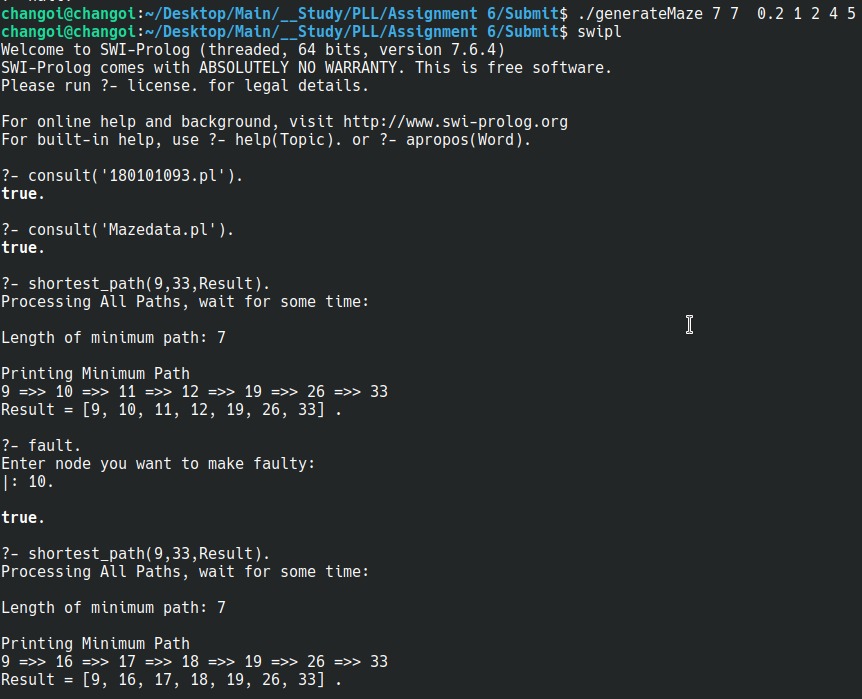 changoi@changoi:~/Desktop/Main/__Study/PLL/Assignment 6/Submit$ ./generateMaze 7 7  0.2 1 2 4 5
changoi@changoi:~/Desktop/Main/__Study/PLL/Assignment 6/Submit$ swipl
Welcome to SWI-Prolog (threaded, 64 bits, version 7.6.4)
SWI-Prolog comes with ABSOLUTELY NO WARRANTY. This is free software.
Please run ?- license. for legal details.

For online help and background, visit http://www.swi-prolog.org
For built-in help, use ?- help(Topic). or ?- apropos(Word).

?- consult('180101093.pl').
true.

?- consult('Mazedata.pl').
true.

?- shortest_path(9,33,Result).
Processing All Paths, wait for some time:

Length of minimum path: 7

Printing Minimum Path
9 =>> 10 =>> 11 =>> 12 =>> 19 =>> 26 =>> 33
Result = [9, 10, 11, 12, 19, 26, 33] .

?- fault.
Enter node you want to make faulty:
|: 10.

true.

?- shortest_path(9,33,Result).
Processing All Paths, wait for some time:

Length of minimum path: 7

Printing Minimum Path
9 =>> 16 =>> 17 =>> 18 =>> 19 =>> 26 =>> 33
Result = [9, 16, 17, 18, 19, 26, 33] .